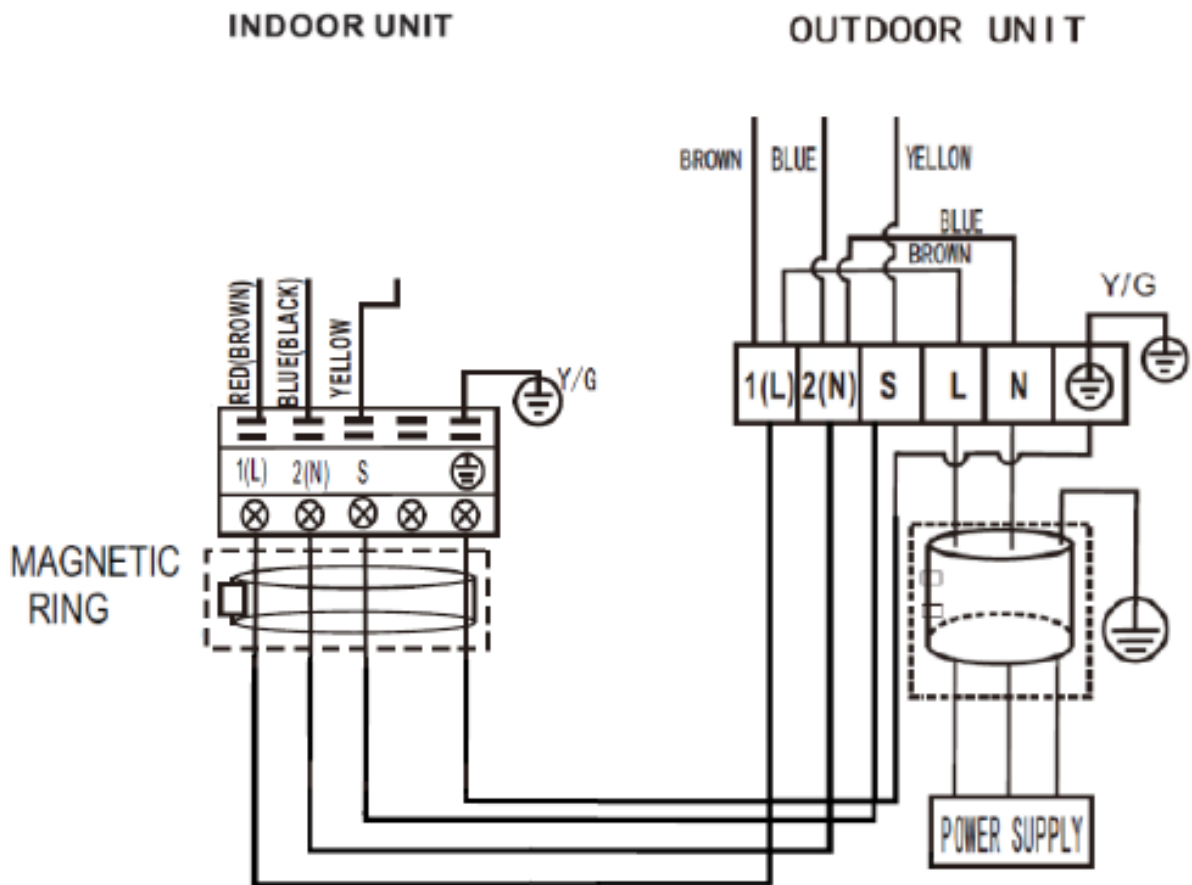 INDOOR UNIT
OUTDOOR UNIT
BROWN
BLUE
YELLOW
BLUE
BROWN
Y/G
RED(BROWN)
BLUE(BLACK)
YELLOW
Y/G
1(L)
2(N)
S
L
N
1(L)
2(N)
S
MAGNETIC
RING
POWER SUPPLY